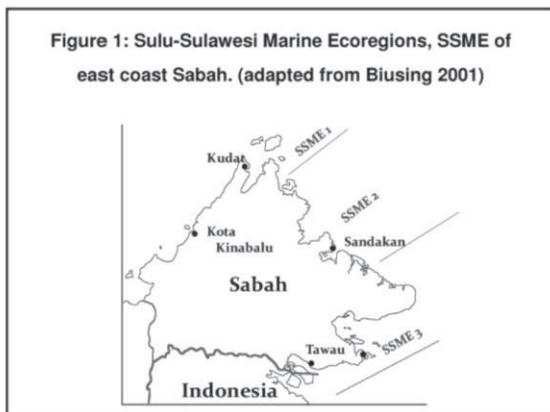 Figure 1: Sulu-Sulawesi Marine Ecoregions, SSME of
east coast Sabah. (adapted from Biusing 2001)
SSME 1
Kudat
SSME 2
Kota
Kinabalu
Sandakan
Sabah
Tawau
SSME 3
Indonesia